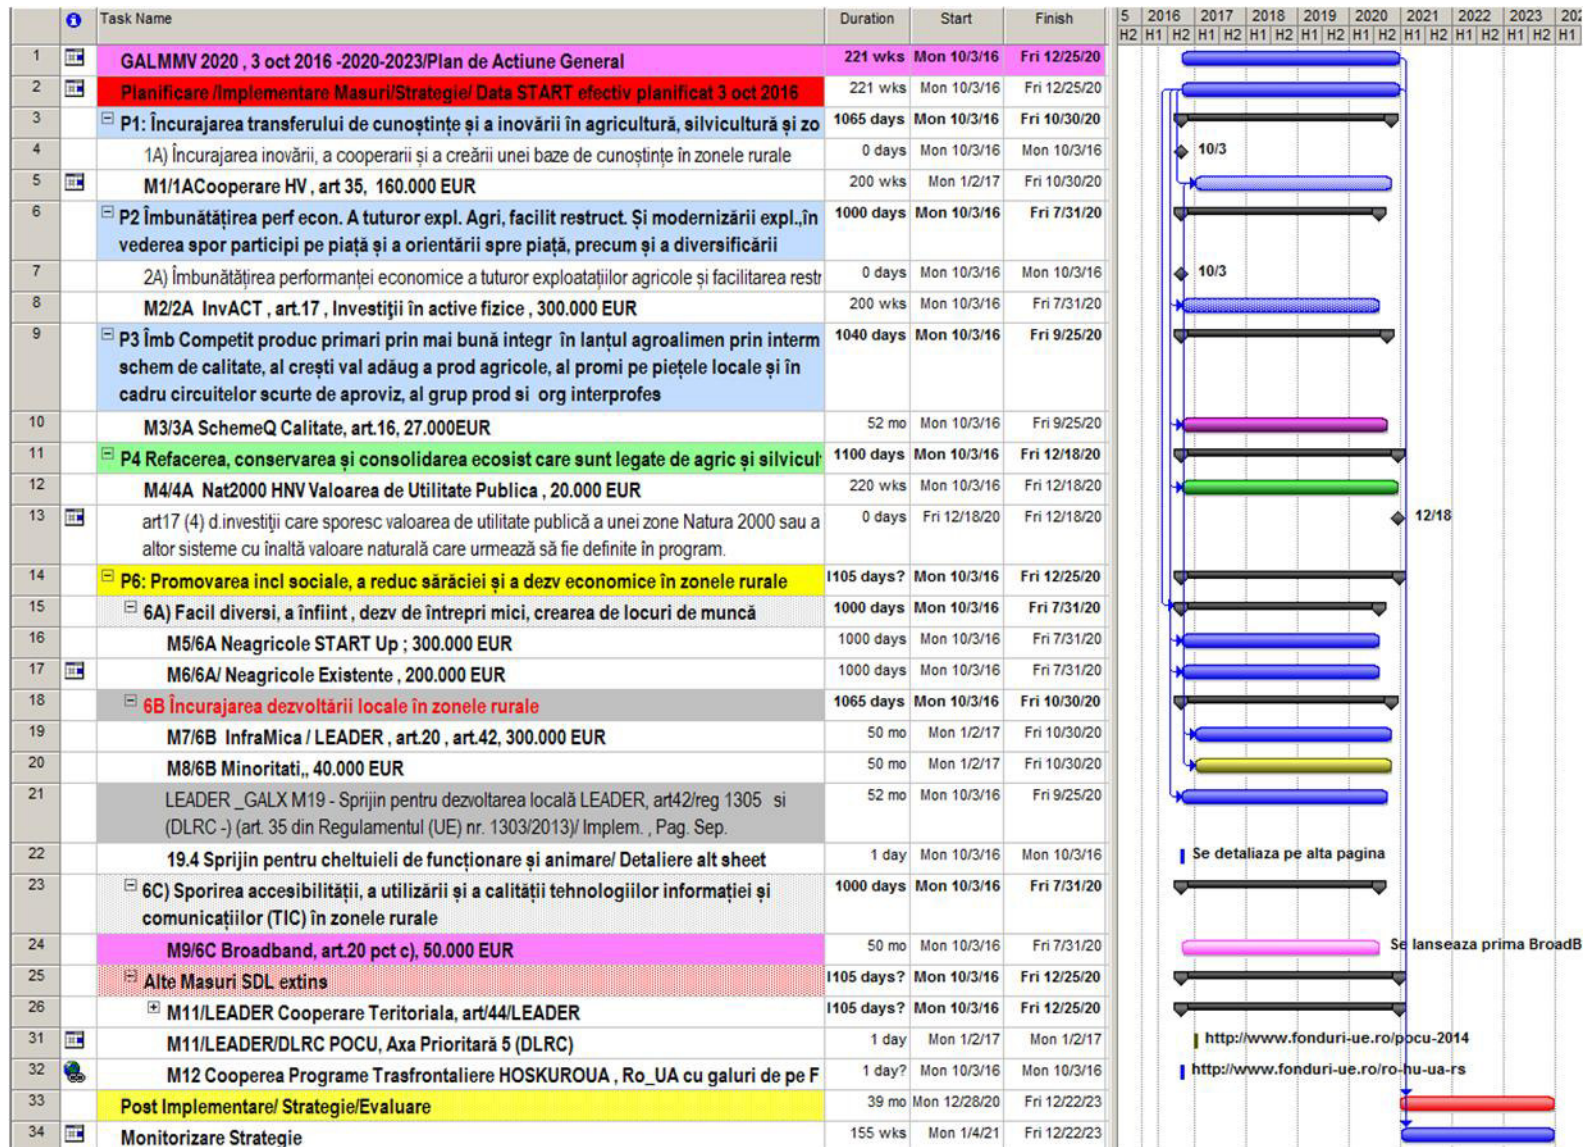 Task Name Duration Start Finish 5 2016 2017 2018 2019 2020 2021 2022 2023 202
H2 H1 H2 H1 H2 H1 H2 H1 H2 H1 H2 H1 H2 H1 H2 H1 H2 H1
1 GALMMV 2020 , 3 oct 2016 -2020-2023/Plan de Actiune General 221 wks Mon 10/3/16 Fri 12/25/20
2 Planificare /Implementare Masuri/Strategie/ Data START efectiv planificat 3 oct 2016 221 wks Mon 10/3/16 Fri 12/25/20
3 P1: Încurajarea transferului de cunoștințe și a inovării în agricultură, silvicultură și zo 1065 days Mon 10/3/16 Fri 10/30/20
4 1A) Încurajarea inovării, a cooperarii și a creării unei baze de cunoștințe în zonele rurale 0 days Mon 10/3/16 Mon 10/3/16 10/3
5 M1/1ACooperare HV , art 35, 160.000 EUR 200 wks Mon 1/2/17 Fri 10/30/20
6 P2 Îmbunătățirea perf econ. A tuturor expl. Agri, facilit restruct. Și modernizării expl.,în 1000 days Mon 10/3/16 Fri 7/31/20
vederea spor participi pe piață și a orientării spre piață, precum și a diversificării
7 2A) Îmbunătățirea performanței economice a tuturor exploatațiilor agricole și facilitarea restr 0 days Mon 10/3/16 Mon 10/3/16 10/3
8 M2/2A InvACT , art.17 , Investiţii în active fizice , 300.000 EUR 200 wks Mon 10/3/16 Fri 7/31/20
9 P3 Îmb Competit produc primari prin mai bună integr în lanțul agroalimen prin interm 1040 days Mon 10/3/16 Fri 9/25/20
schem de calitate, al crești val adăug a prod agricole, al promi pe piețele locale și în
cadru circuitelor scurte de aproviz, al grup prod si org interprofes
10 M3/3A SchemeQ Calitate, art.16, 27.000EUR 52 mo Mon 10/3/16 Fri 9/25/20
11 P4 Refacerea, conservarea și consolidarea ecosist care sunt legate de agric și silvicul 1100 days Mon 10/3/16 Fri 12/18/20
12 M4/4A Nat2000 HNV Valoarea de Utilitate Publica , 20.000 EUR 220 wks Mon 10/3/16 Fri 12/18/20
13 art17 (4) d.investiţii care sporesc valoarea de utilitate publică a unei zone Natura 2000 sau a 0 days Fri 12/18/20 Fri 12/18/20 12/18
altor sisteme cu înaltă valoare naturală care urmează să fie definite în program.
14 P6: Promovarea incl sociale, a reduc sărăciei și a dezv economice în zonele rurale 1105 days? Mon 10/3/16 Fri 12/25/20
15 6A) Facil diversi, a înfiint , dezv de întrepri mici, crearea de locuri de muncă 1000 days Mon 10/3/16 Fri 7/31/20
16 M5/6A Neagricole START Up ; 300.000 EUR 1000 days Mon 10/3/16 Fri 7/31/20
17 M6/6A/ Neagricole Existente , 200.000 EUR 1000 days Mon 10/3/16 Fri 7/31/20
18 6B Încurajarea dezvoltării locale în zonele rurale 1065 days Mon 10/3/16 Fri 10/30/20
19 M7/6B InfraMica / LEADER , art.20 , art.42, 300.000 EUR 50 mo Mon 1/2/17 Fri 10/30/20
20 M8/6B Minoritati,, 40.000 EUR 50 mo Mon 1/2/17 Fri 10/30/20
21 LEADER _GALX M19 - Sprijin pentru dezvoltarea locală LEADER, art42/reg 1305 si 52 mo Mon 10/3/16 Fri 9/25/20
(DLRC -) (art. 35 din Regulamentul (UE) nr. 1303/2013)/ Implem. , Pag. Sep.
22 19.4 Sprijin pentru cheltuieli de funcționare și animare/ Detaliere alt sheet 1 day Mon 10/3/16 Mon 10/3/16 Se detaliaza pe alta pagina
23 6C) Sporirea accesibilității, a utilizării și a calității tehnologiilor informației și 1000 days Mon 10/3/16 Fri 7/31/20
comunicațiilor (TIC) în zonele rurale
24 M9/6C Broadband, art.20 pct c), 50.000 EUR 50 mo Mon 10/3/16 Fri 7/31/20 Se lanseaza prima BroadB
25 Alte Masuri SDL extins 1105 days? Mon 10/3/16 Fri 12/25/20
26 M11/LEADER Cooperare Teritoriala, art/44/LEADER 1105 days? Mon 10/3/16 Fri 12/25/20
31 M11/LEADER/DLRC POCU, Axa Prioritară 5 (DLRC) 1 day Mon 1/2/17 Mon 1/2/17 http://www.fonduri-ue.ro/pocu-2014
32 M12 Cooperea Programe Trasfrontaliere HOSKUROUA , Ro_UA cu galuri de pe F 1 day? Mon 10/3/16 Mon 10/3/16 http://www.fonduri-ue.ro/ro-hu-ua-rs
33 Post Implementare/ Strategie/Evaluare 39 mo Mon 12/28/20 Fri 12/22/23
34 Monitorizare Strategie 155 wks Mon 1/4/21 Fri 12/22/23